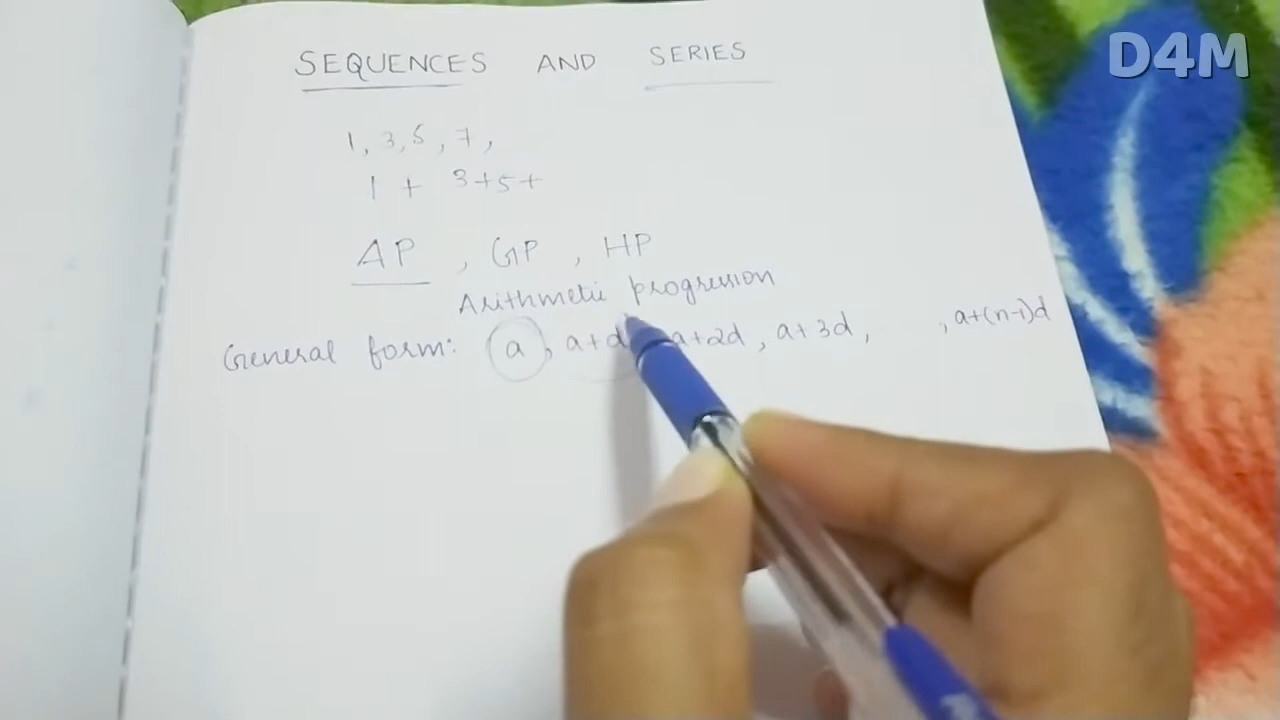 D4M
SEQUENCES AND SERIES
1, 3, 5, 7,
1 + 3+5+
AP, GP, HP
Arithmetic progression
General form: a, a+d, a+2d, a+3d, , a+(n-1)d